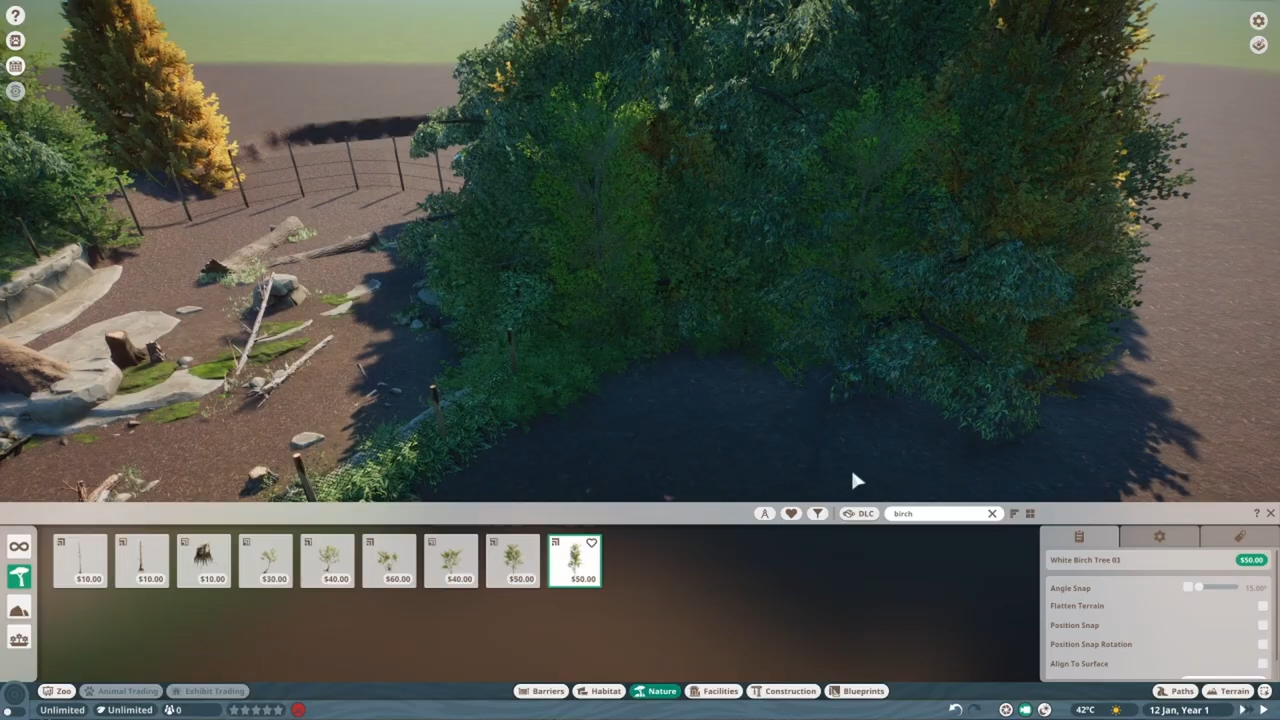 ?
DLC
birch
?
$10.00
$10.00
$10.00
$30.00
$40.00
$60.00
$40.00
$50.00
$50.00
White Birch Tree 03
$50.00
Angle Snap
15.00°
Flatten Terrain
Position Snap
Position Snap Rotation
Align To Surface
Zoo
Animal Trading
Exhibit Trading
Barriers
Habitat
Nature
Facilities
Construction
Blueprints
Paths
Terrain
Unlimited
Unlimited
0
42°C
12 Jan, Year 1